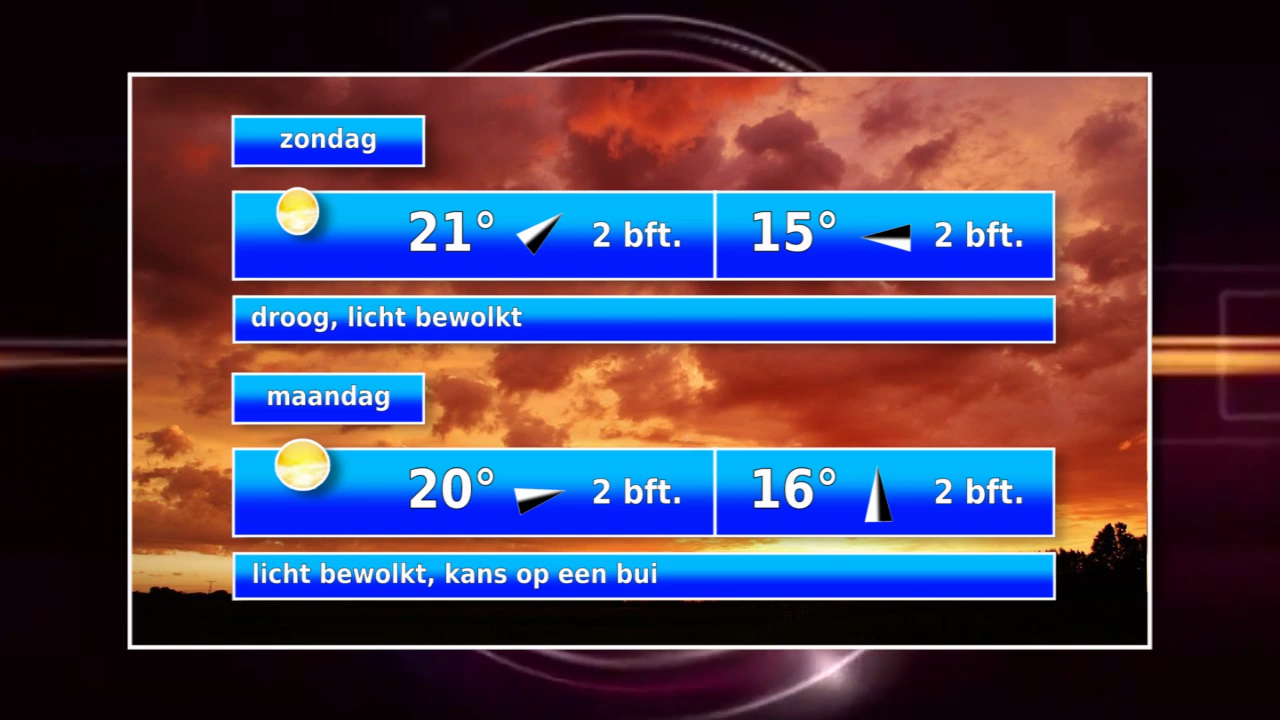 zondag
21° 2 bft. 15° 2 bft.
droog, licht bewolkt
maandag
20° 2 bft. 16° 2 bft.
licht bewolkt, kans op een bui